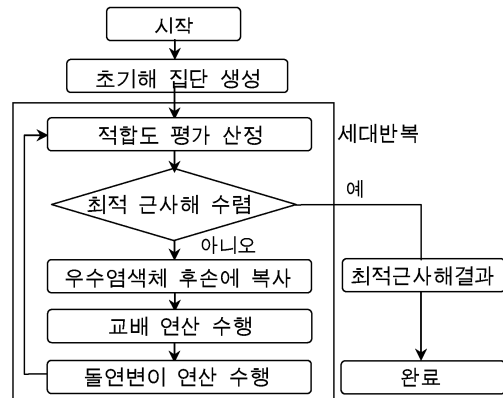 시작
초기해 집단 생성
적합도 평가 산정
세대반복
최적 근사해 수렴
예
아니오
우수염색체 후손에 복사
최적근사해결과
교배 연산 수행
돌연변이 연산 수행
완료